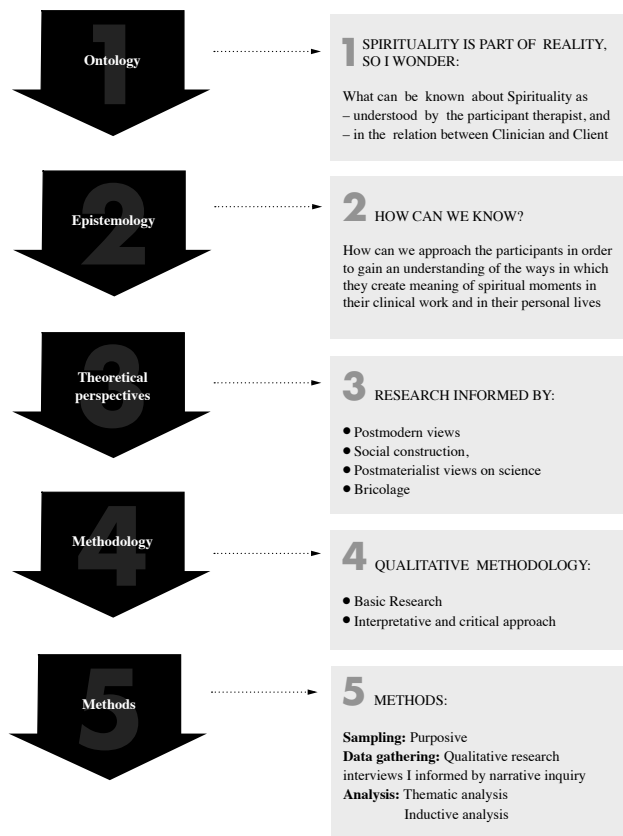 1
Ontology
1 SPIRITUALITY IS PART OF REALITY,
SO I WONDER:
What can be known about Spirituality as
– understood by the participant therapist, and
– in the relation between Clinician and Client
2
Epistemology
2 HOW CAN WE KNOW?
How can we approach the participants in order
to gain an understanding of the ways in which
they create meaning of spiritual moments in
their clinical work and in their personal lives
3
Theoretical
perspectives
3 RESEARCH INFORMED BY:
● Postmodern views
● Social construction,
● Postmaterialist views on science
● Bricolage
4
Methodology
4 QUALITATIVE METHODOLOGY:
● Basic Research
● Interpretative and critical approach
5
Methods
5 METHODS:
Sampling: Purposive
Data gathering: Qualitative research
interviews I informed by narrative inquiry
Analysis: Thematic analysis
Inductive analysis